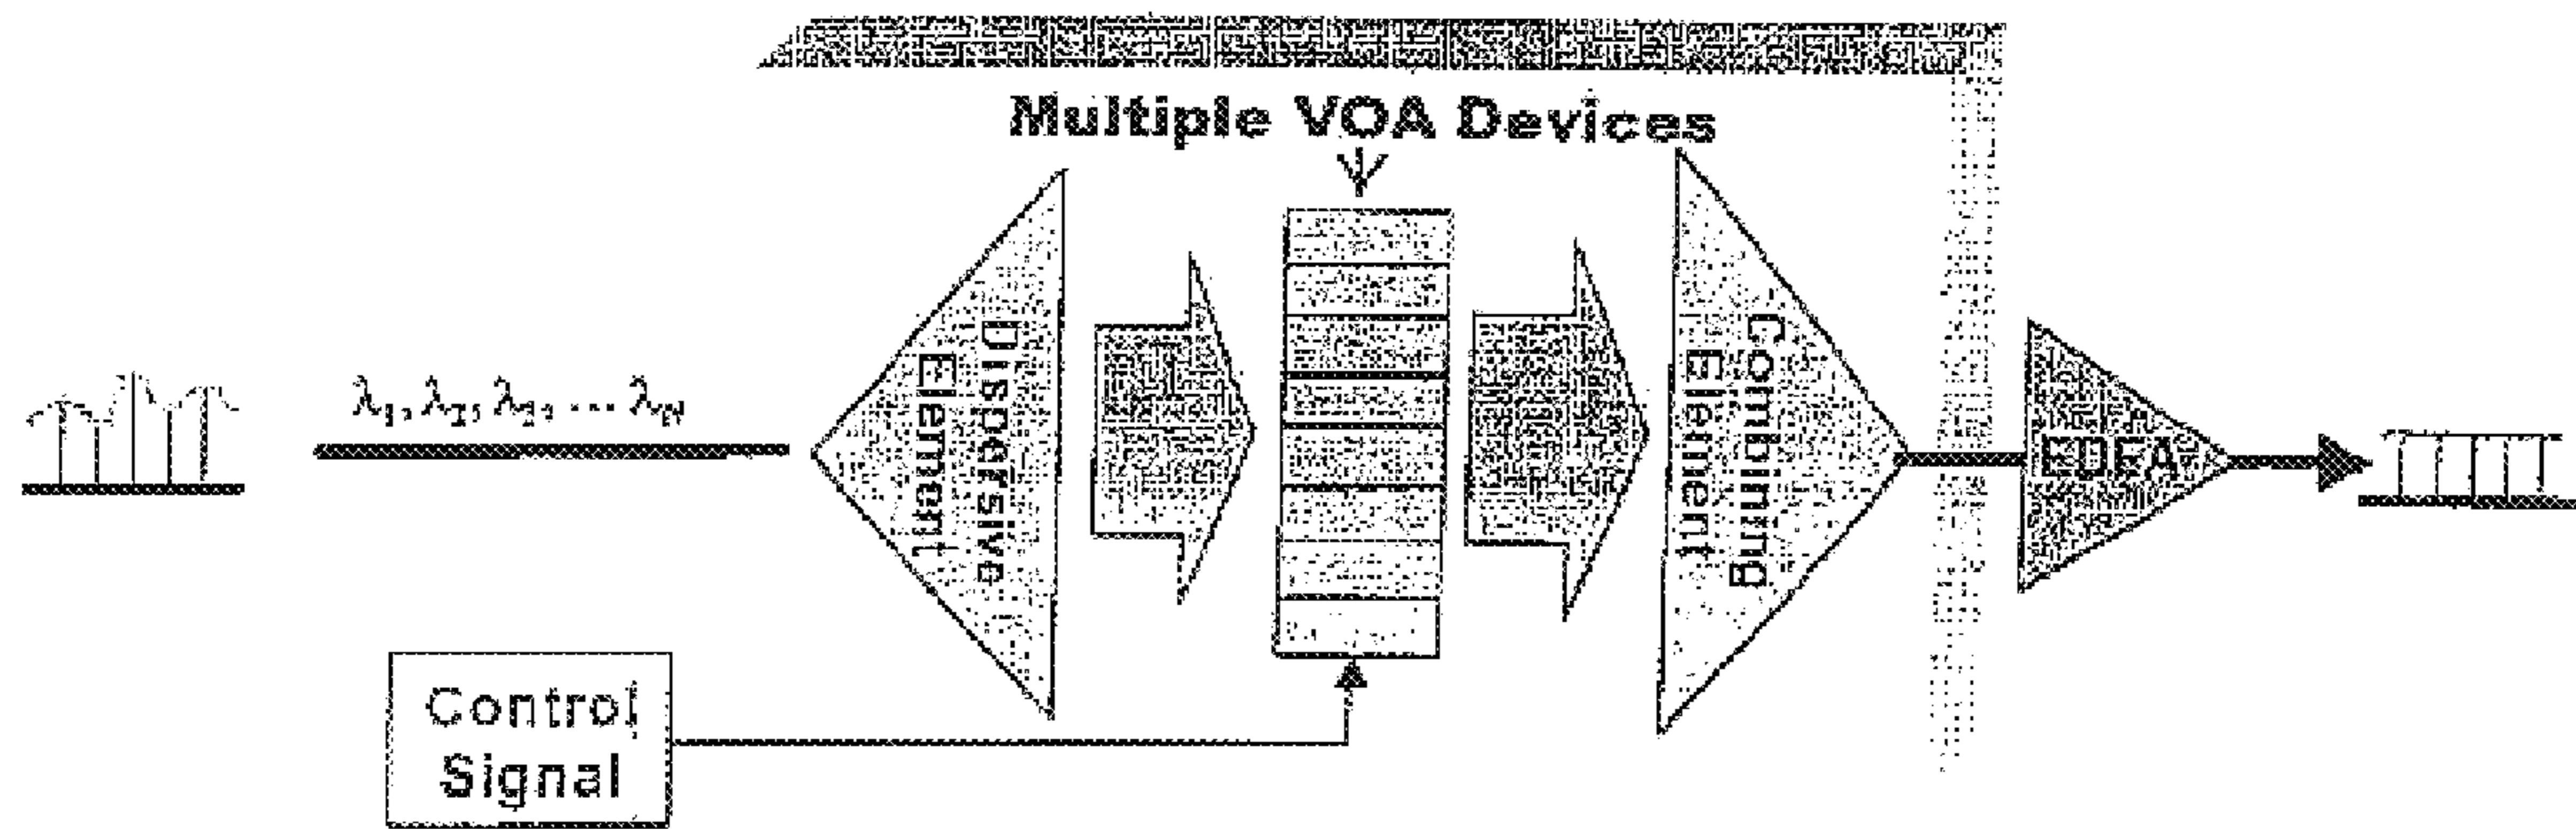 Multiple VOA Devices
λ1, λ2, λ3, ... λN
Dispersive
Element
Combining
Element
EDFA
Control
Signal